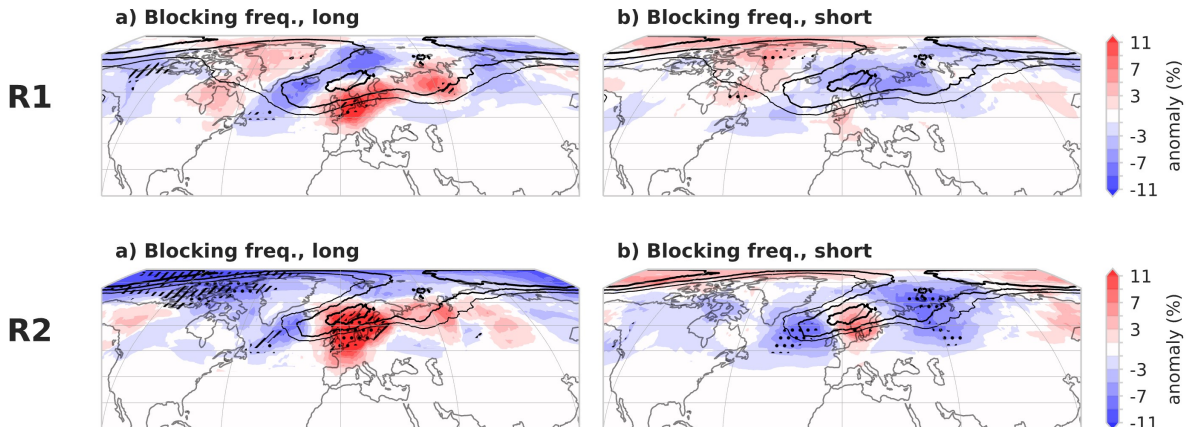 a) Blocking freq., long
b) Blocking freq., short
R1
11
7
3
-3
-7
-11
anomaly (%)
a) Blocking freq., long
b) Blocking freq., short
R2
11
7
3
-3
-7
-11
anomaly (%)